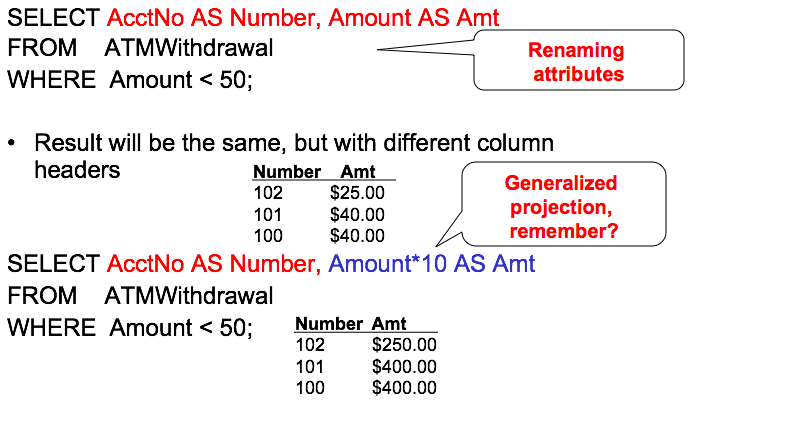 SELECT AcctNo AS Number, Amount AS Amt
FROM ATMWithdrawal
WHERE Amount < 50;
Renaming
attributes
• Result will be the same, but with different column
headers
Number Amt
102 $25.00
101 $40.00
100 $40.00
Generalized
projection,
remember?
SELECT AcctNo AS Number, Amount*10 AS Amt
FROM ATMWithdrawal
WHERE Amount < 50;
Number Amt
102 $250.00
101 $400.00
100 $400.00